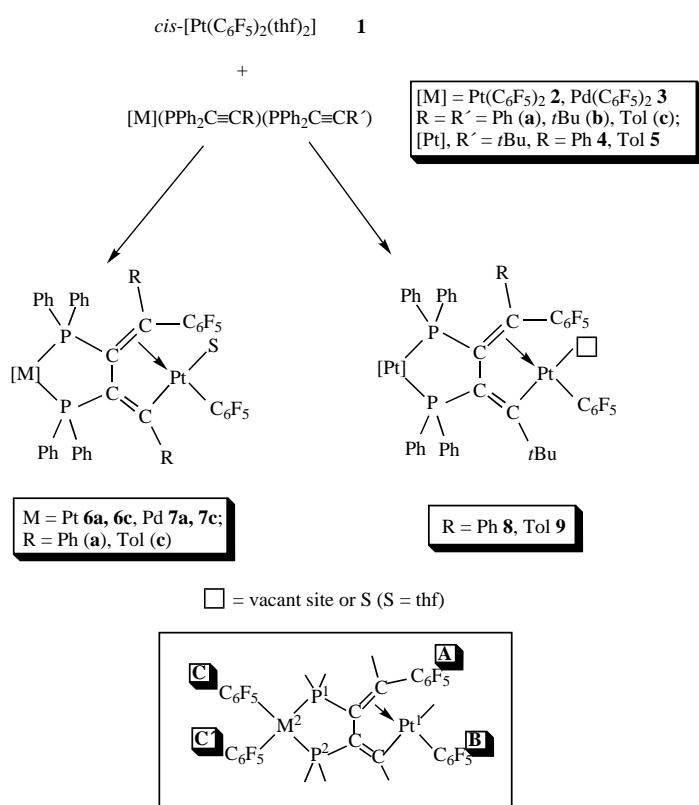 cis-[Pt(C6F5)2(thf)2] 1
+
[M](PPh2C≡CR)(PPh2C≡CR´)
[M] = Pt(C6F5)2 2, Pd(C6F5)2 3
R = R´ = Ph (a), tBu (b), Tol (c);
[Pt], R´ = tBu, R = Ph 4, Tol 5
R
Ph Ph
C C6F5
P S
C
[M] Pt
C
P C C6F5
Ph Ph R
R
Ph Ph
C C6F5
P
C
[Pt] Pt
C
P C C6F5
Ph Ph tBu
M = Pt 6a, 6c, Pd 7a, 7c;
R = Ph (a), Tol (c)
R = Ph 8, Tol 9
= vacant site or S (S = thf)
A
C C C6F5
C6F5 P1
C
M2 Pt1
C´ C
C6F5 P2 C C6F5 B